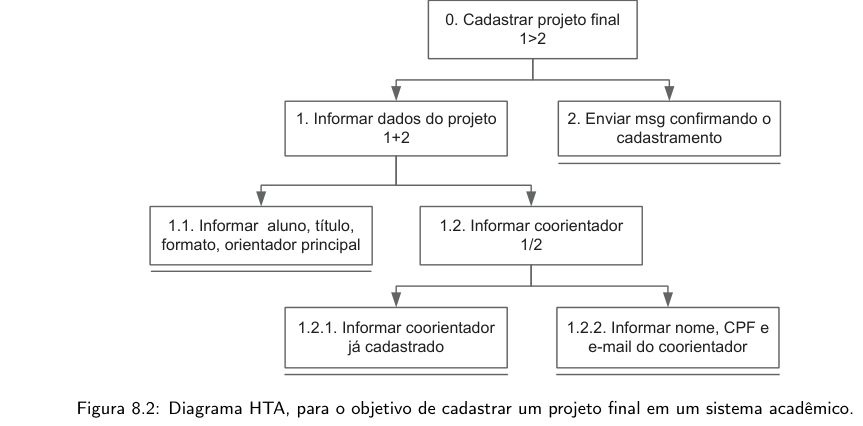 0. Cadastrar projeto final
1>2
1. Informar dados do projeto
1+2
2. Enviar msg confirmando o
cadastramento
1.1. Informar aluno, título,
formato, orientador principal
1.2. Informar coorientador
1/2
1.2.1. Informar coorientador
já cadastrado
1.2.2. Informar nome, CPF e
e-mail do coorientador
Figura 8.2: Diagrama HTA, para o objetivo de cadastrar um projeto final em um sistema acadêmico.